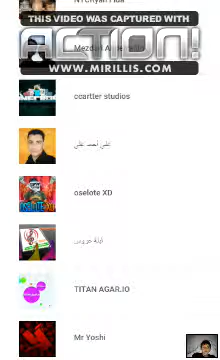 THIS VIDEO WAS CAPTURED WITH
ACTION!
WWW.MIRILLIS.COM
ccartter studios
علي احمد علي
oselote XD
TITAN AGAR.IO
Mr Yoshi